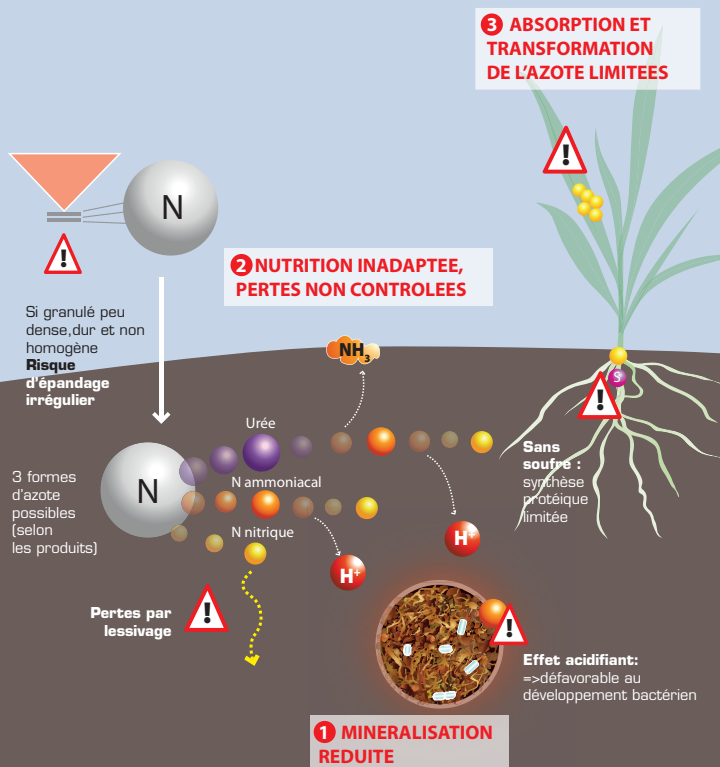 3 ABSORPTION ET
TRANSFORMATION
DE L'AZOTE LIMITEES
!
N
!
2 NUTRITION INADAPTEE,
PERTES NON CONTROLEES
Si granulé peu
dense,dur et non
homogène
Risque
d'épandage
irrégulier
NH3
S
!
!
Urée
3 formes
d'azote
possibles
(selon
les produits)
N
N ammoniacal
N nitrique
Sans
soufre :
synthèse
protéique
limitée
H+
H+
Pertes par
lessivage
!
!
Effet acidifiant:
=>défavorable au
développement bactérien
1 MINERALISATION
REDUITE